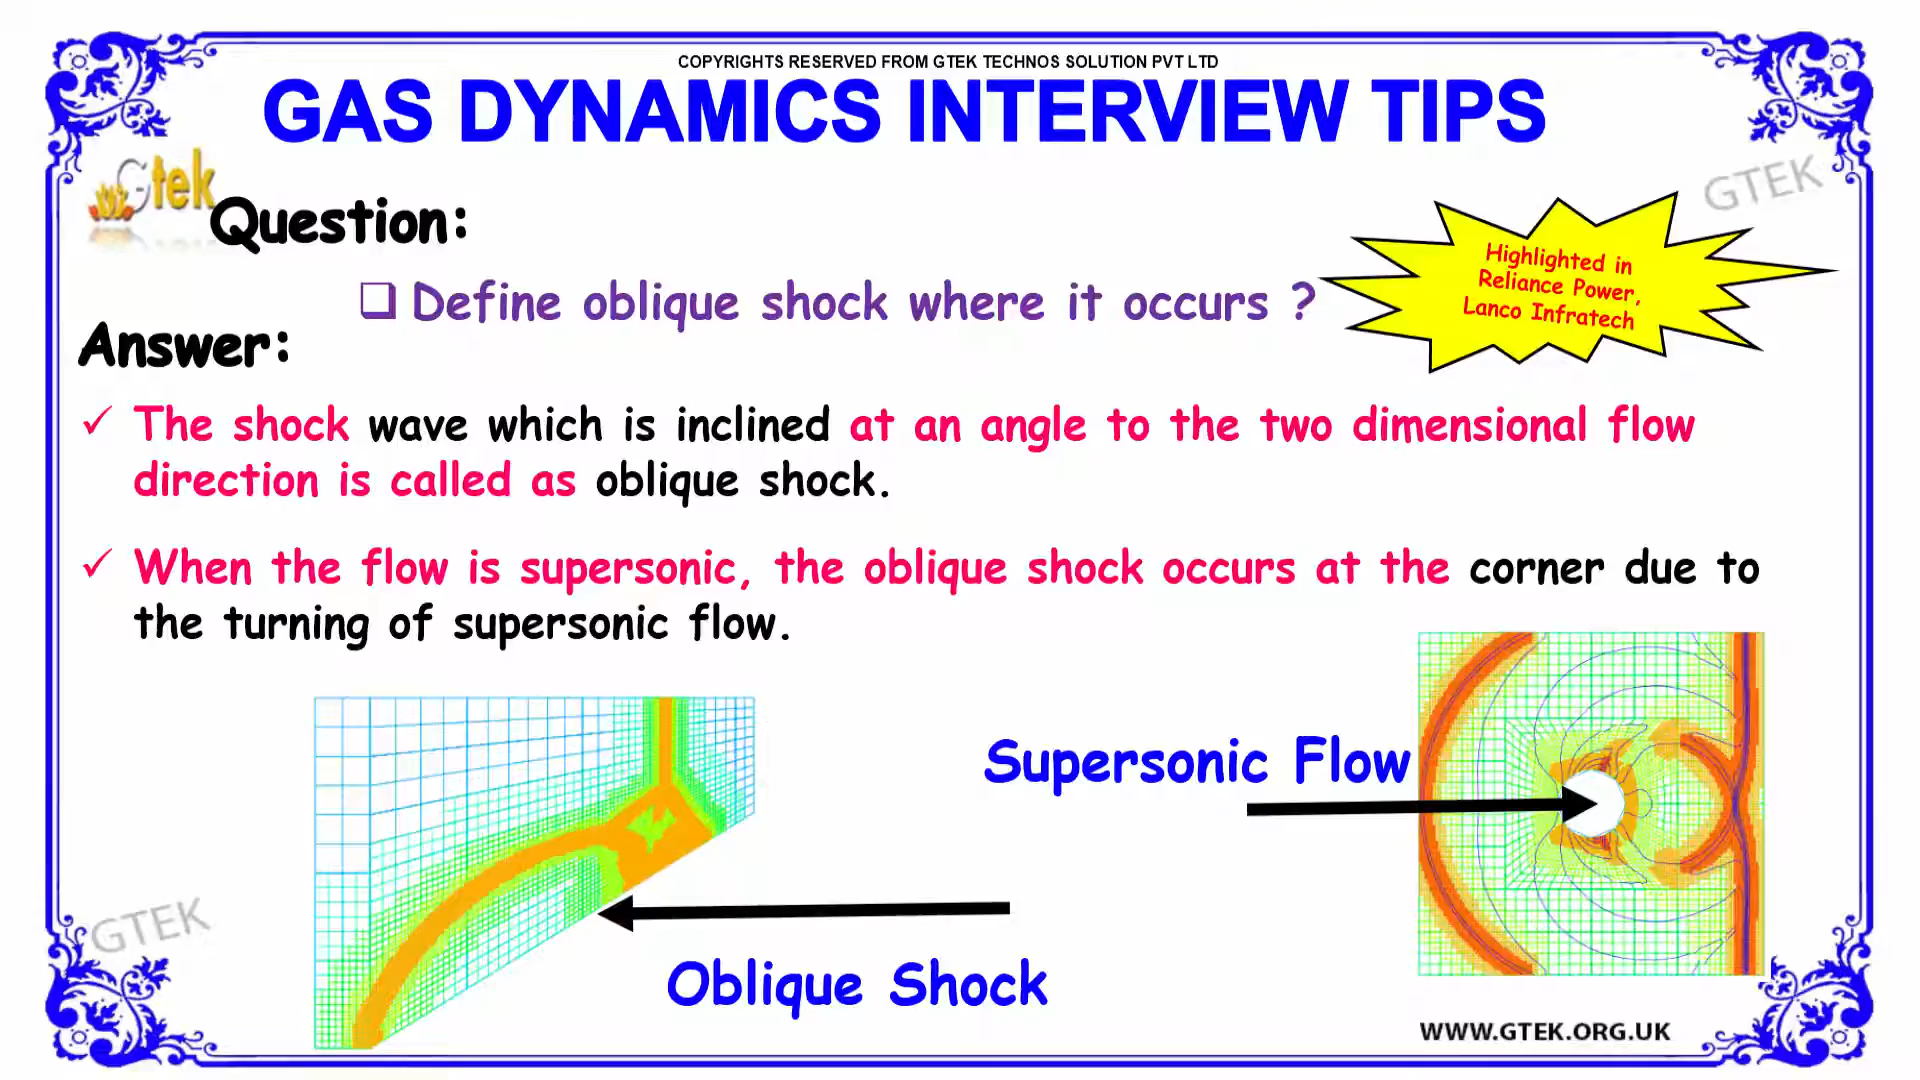 COPYRIGHTS RESERVED FROM GTEK TECHNOS SOLUTION PVT LTD
GAS DYNAMICS INTERVIEW TIPS
Gtek
GTEK
Question:
Highlighted in
Reliance Power,
Lanco Infratech
❑ Define oblique shock where it occurs ?
Answer:
✓ The shock wave which is inclined at an angle to the two dimensional flow
direction is called as oblique shock.
✓ When the flow is supersonic, the oblique shock occurs at the corner due to
the turning of supersonic flow.
Supersonic Flow
GTEK
Oblique Shock
WWW.GTEK.ORG.UK